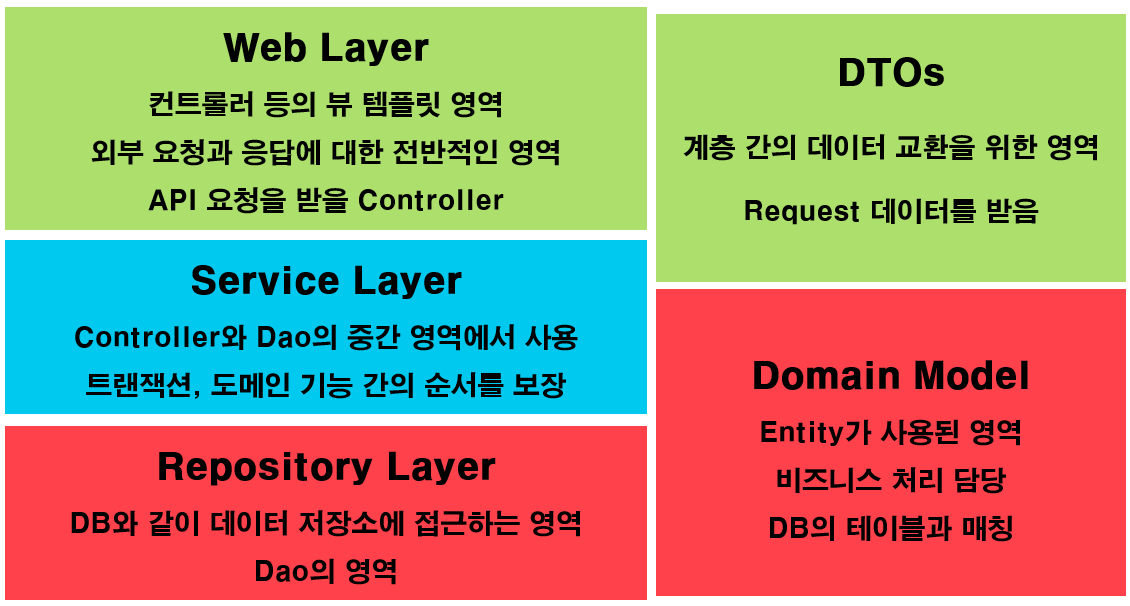 Web Layer
컨트롤러 등의 뷰 템플릿 영역
외부 요청과 응답에 대한 전반적인 영역
API 요청을 받을 Controller
Service Layer
Controller와 Dao의 중간 영역에서 사용
트랜잭션, 도메인 기능 간의 순서를 보장
Repository Layer
DB와 같이 데이터 저장소에 접근하는 영역
Dao의 영역
DTOs
계층 간의 데이터 교환을 위한 영역
Request 데이터를 받음
Domain Model
Entity가 사용된 영역
비즈니스 처리 담당
DB의 테이블과 매칭